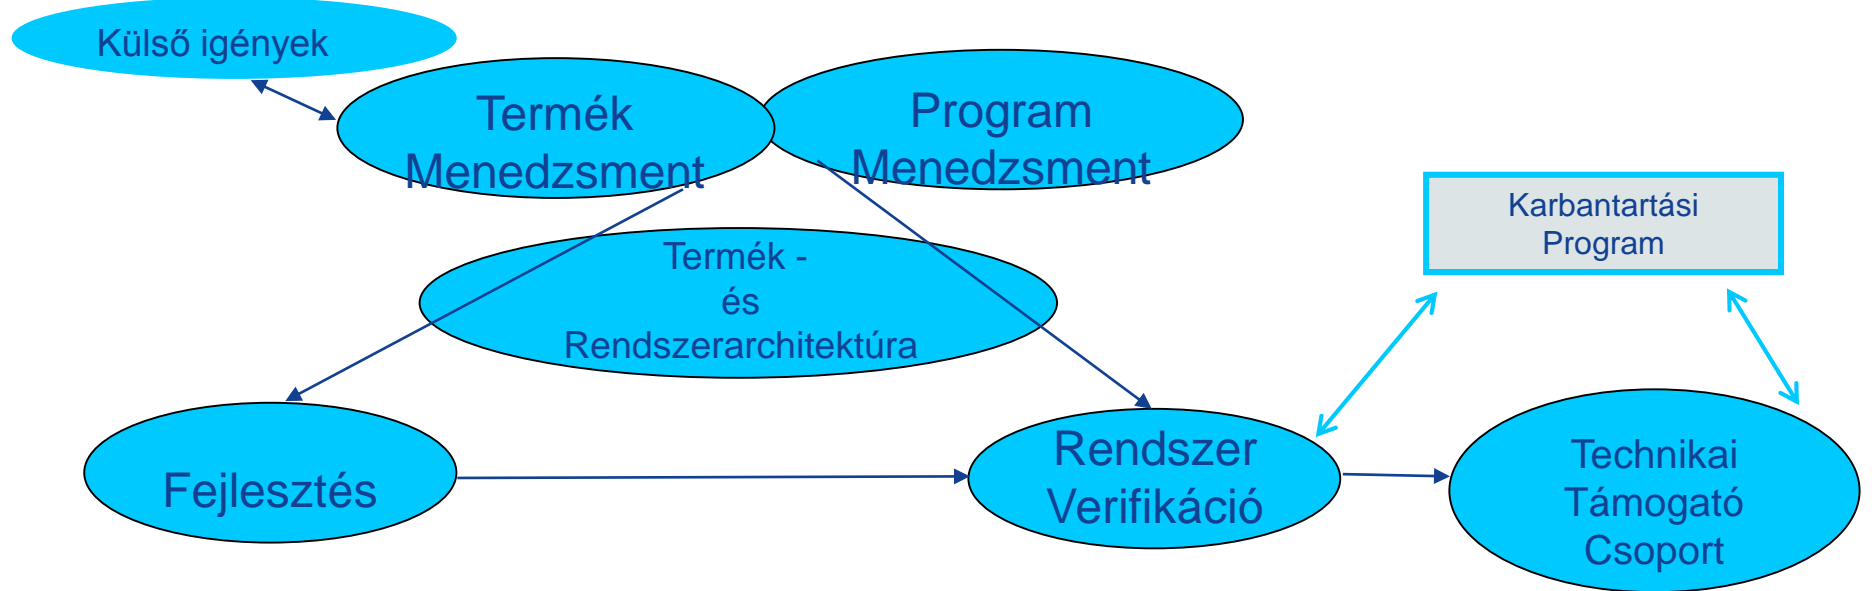 Külső igények
Termék
Menedzsment
Program
Menedzsment
Karbantartási
Program
Termék -
és
Rendszerarchitektúra
Fejlesztés
Rendszer
Verifikáció
Technikai
Támogató
Csoport